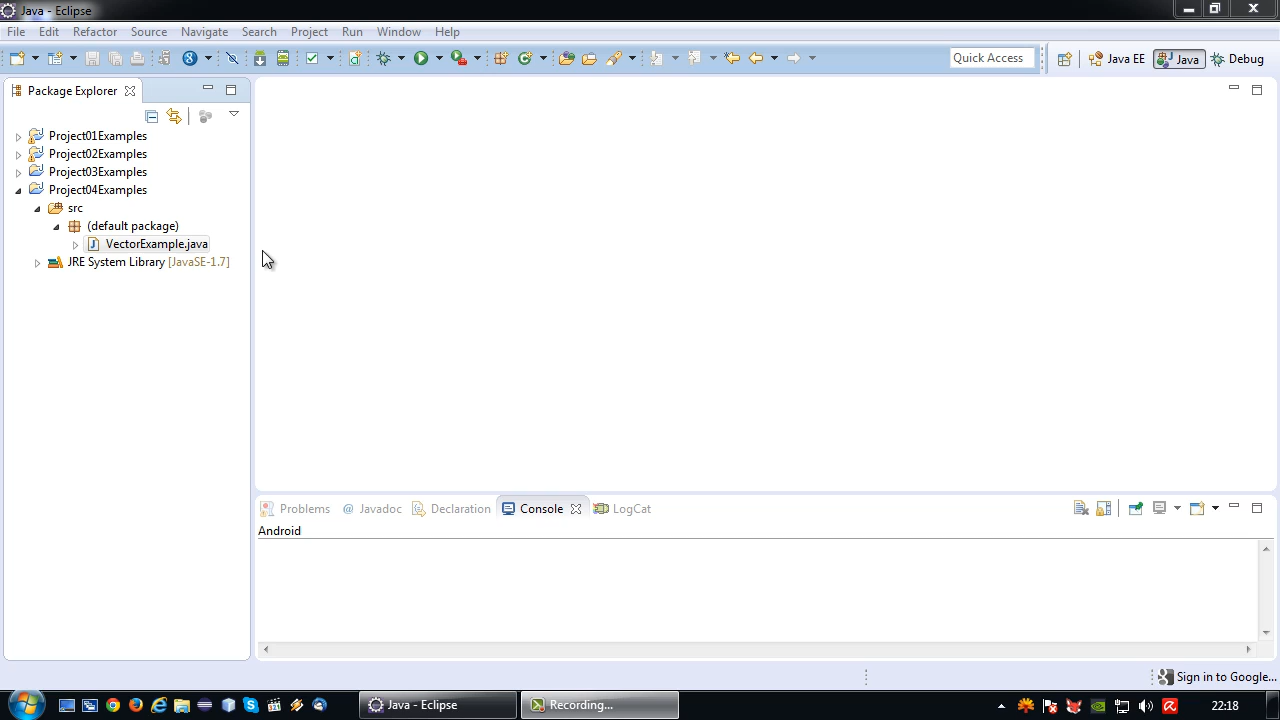 Java - Eclipse
File Edit Refactor Source Navigate Search Project Run Window Help
Quick Access Java EE Java Debug
Package Explorer
Project01Examples
Project02Examples
Project03Examples
Project04Examples
src
(default package)
VectorExample.java
JRE System Library [JavaSE-1.7]
Problems @ Javadoc Declaration Console LogCat
Android
Sign in to Google...
Java - Eclipse Recording... 22:18